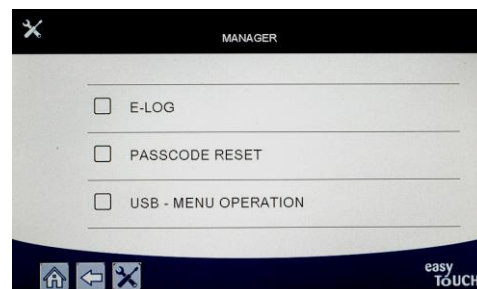 MANAGER
E-LOG
PASSCODE RESET
USB - MENU OPERATION
easy
TOUCH